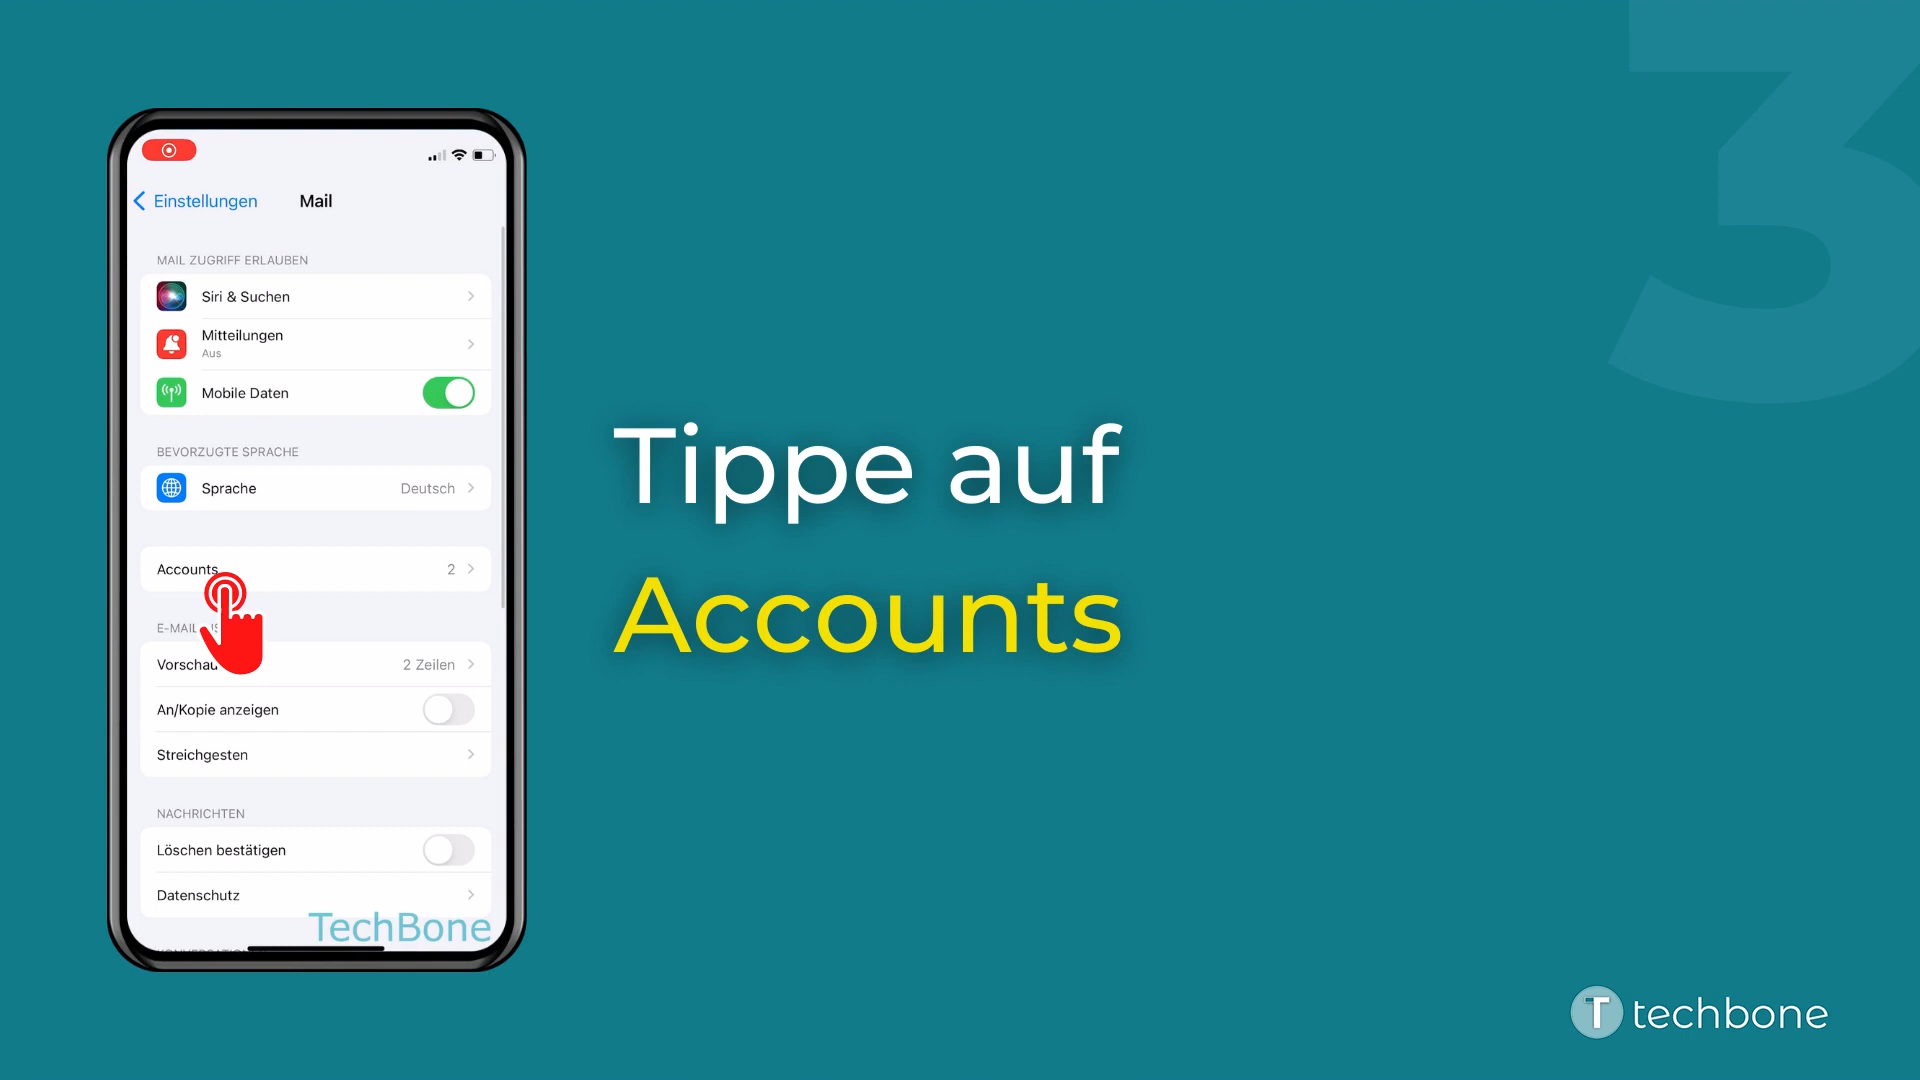 3
Einstellungen Mail
MAIL ZUGRIFF ERLAUBEN
Siri & Suchen
Mitteilungen
Aus
Mobile Daten
BEVORZUGTE SPRACHE
Sprache Deutsch
Accounts 2
E-MAIL
Vorschau 2 Zeilen
An/Kopie anzeigen
Streichgesten
NACHRICHTEN
Löschen bestätigen
Datenschutz
TechBone
Tippe auf
Accounts
T techbone